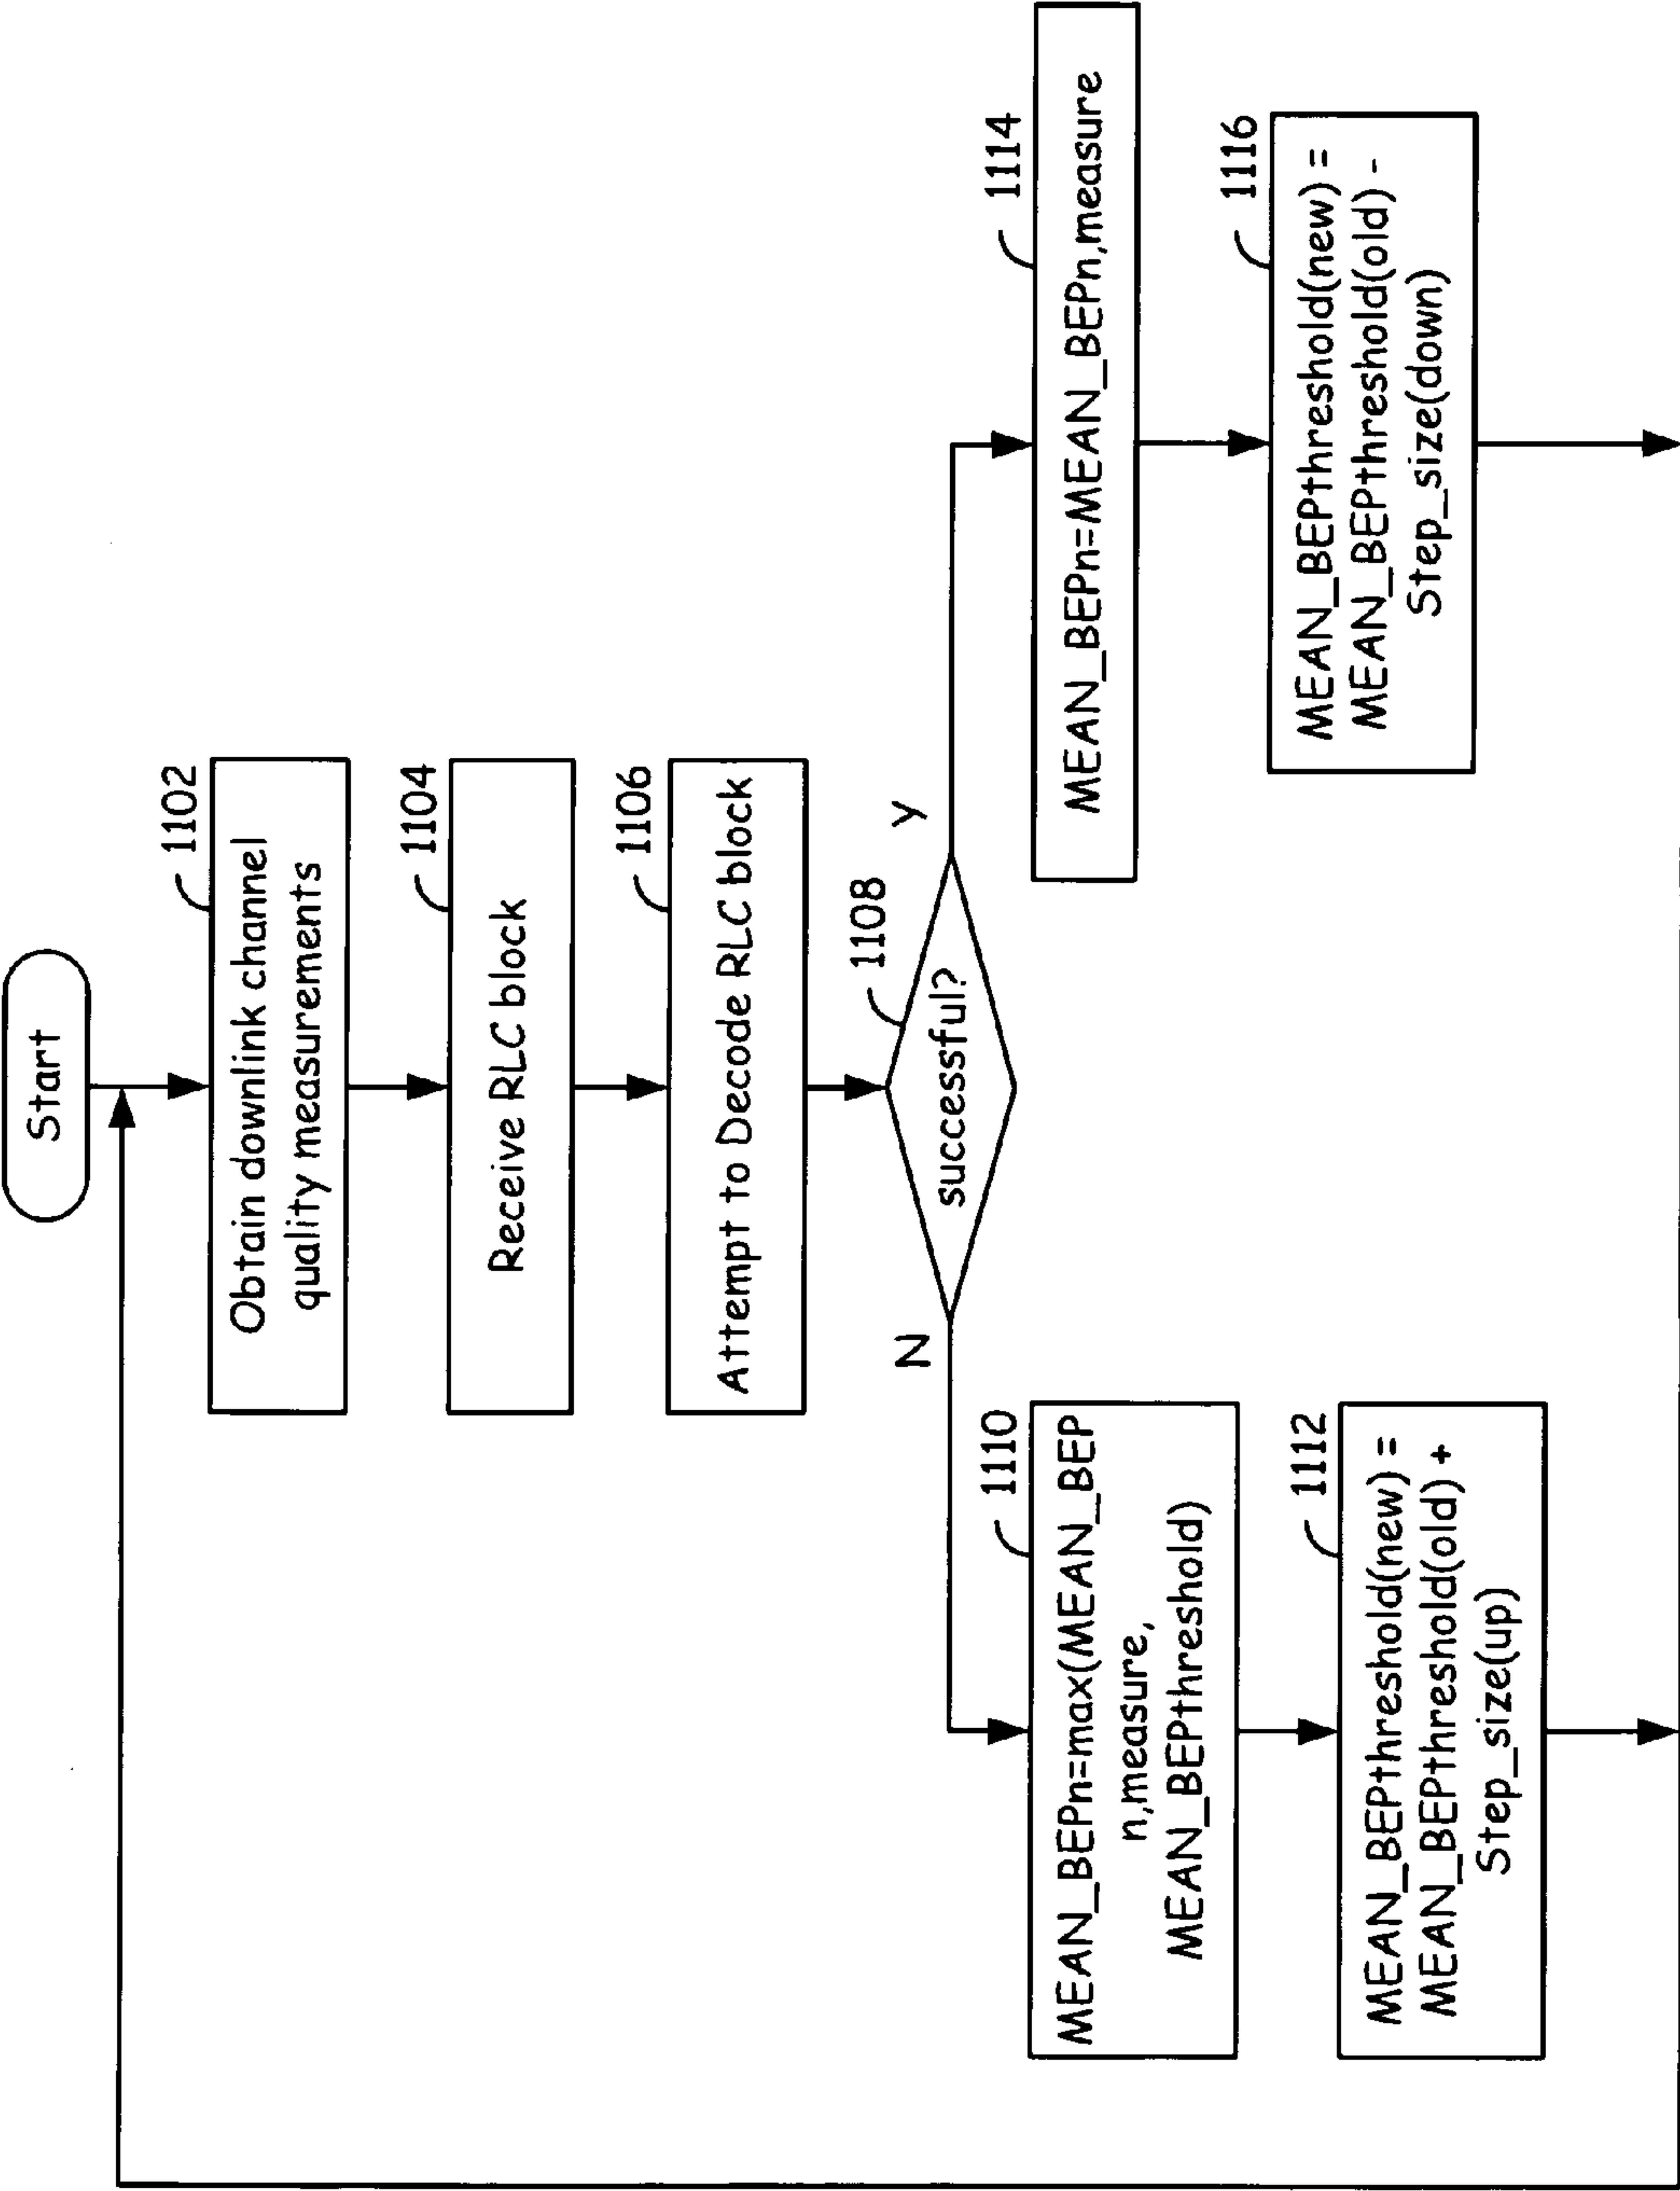 Start
1102
Obtain downlink channel
quality measurements
1104
Receive RLC block
1106
Attempt to Decode RLC block
1108
successful?
N
Y
1110
MEAN_BEPn=max(MEAN_BEP
n,measure,
MEAN_BEPthreshold)
1112
MEAN_BEPthreshold(new) =
MEAN_BEPthreshold(old) +
Step_size(up)
1114
MEAN_BEPn=MEAN_BEPn,measure
1116
MEAN_BEPthreshold(new) =
MEAN_BEPthreshold(old) -
Step_size(down)